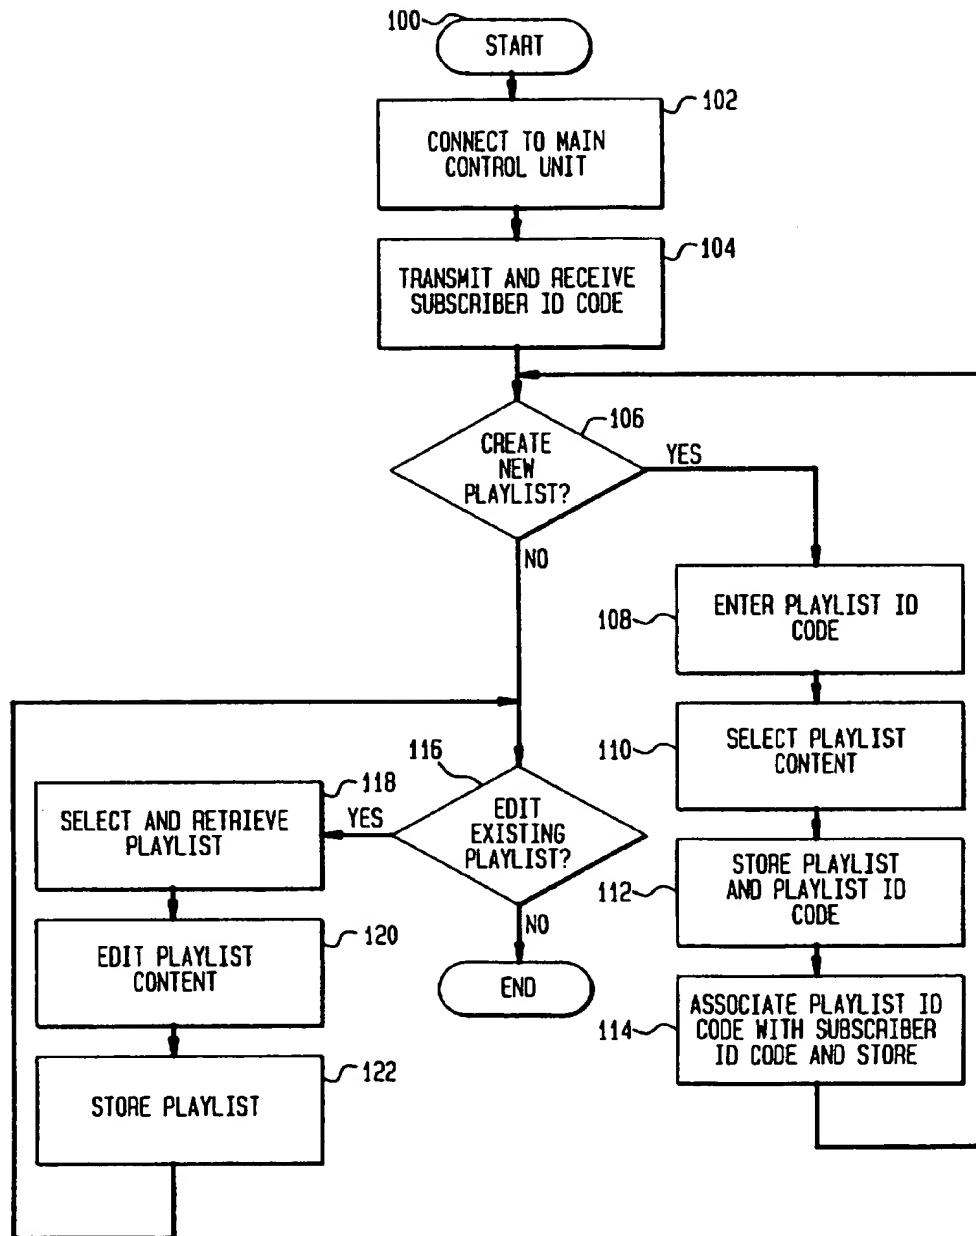 100
START
102
CONNECT TO MAIN
CONTROL UNIT
104
TRANSMIT AND RECEIVE
SUBSCRIBER ID CODE
106
CREATE
NEW
PLAYLIST?
YES
NO
108
ENTER PLAYLIST ID
CODE
110
SELECT PLAYLIST
CONTENT
112
STORE PLAYLIST
AND PLAYLIST ID
CODE
114
ASSOCIATE PLAYLIST ID
CODE WITH SUBSCRIBER
ID CODE AND STORE
116
EDIT
EXISTING
PLAYLIST?
YES
NO
END
118
SELECT AND RETRIEVE
PLAYLIST
120
EDIT PLAYLIST
CONTENT
122
STORE PLAYLIST